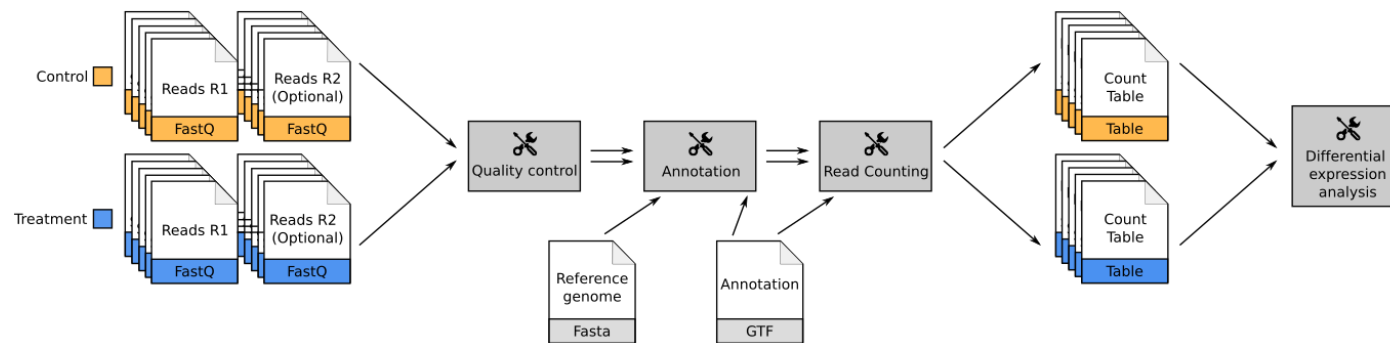 Control
Reads R1
FastQ
Reads R2
(Optional)
FastQ
Treatment
Reads R1
FastQ
Reads R2
(Optional)
FastQ
Quality control
Annotation
Read Counting
Reference
genome
Fasta
Annotation
GTF
Count
Table
Table
Count
Table
Table
Differential
expression
analysis